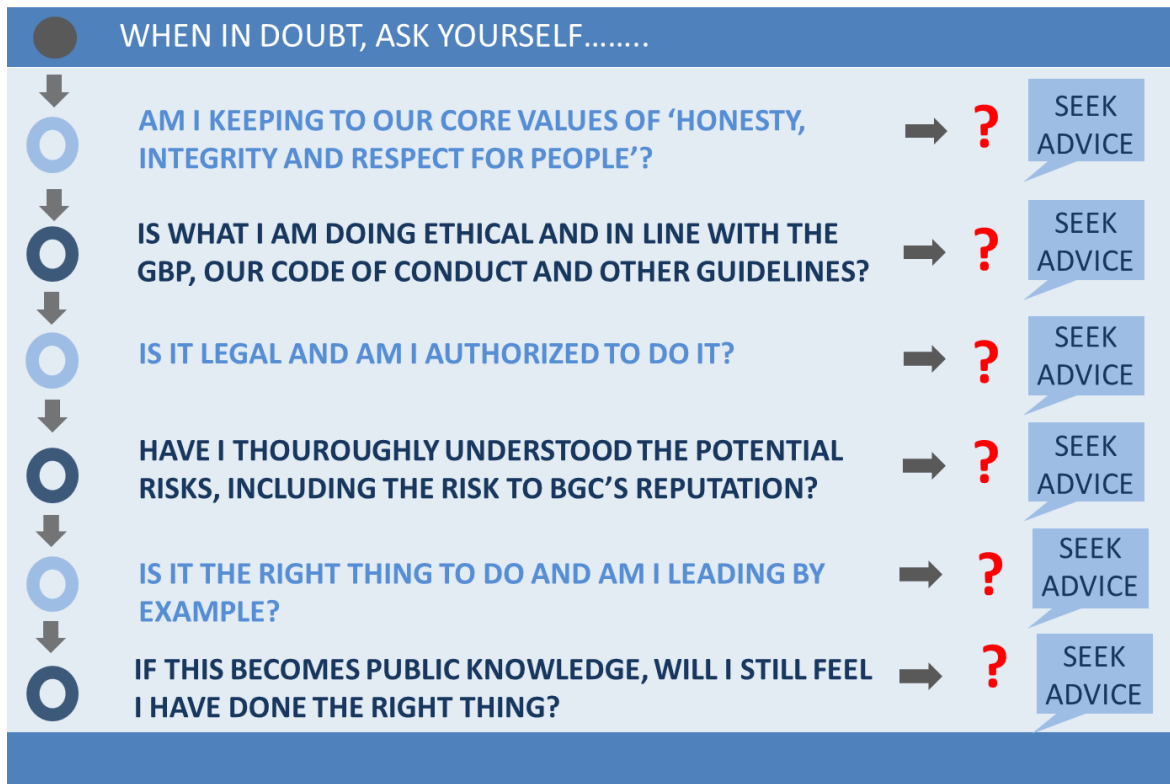 WHEN IN DOUBT, ASK YOURSELF........
AM I KEEPING TO OUR CORE VALUES OF ‘HONESTY,
INTEGRITY AND RESPECT FOR PEOPLE’?
?
SEEK
ADVICE
IS WHAT I AM DOING ETHICAL AND IN LINE WITH THE
GBP, OUR CODE OF CONDUCT AND OTHER GUIDELINES?
?
SEEK
ADVICE
IS IT LEGAL AND AM I AUTHORIZED TO DO IT?
?
SEEK
ADVICE
HAVE I THOUROUGHLY UNDERSTOOD THE POTENTIAL
RISKS, INCLUDING THE RISK TO BGC’S REPUTATION?
?
SEEK
ADVICE
IS IT THE RIGHT THING TO DO AND AM I LEADING BY
EXAMPLE?
?
SEEK
ADVICE
IF THIS BECOMES PUBLIC KNOWLEDGE, WILL I STILL FEEL
I HAVE DONE THE RIGHT THING?
?
SEEK
ADVICE